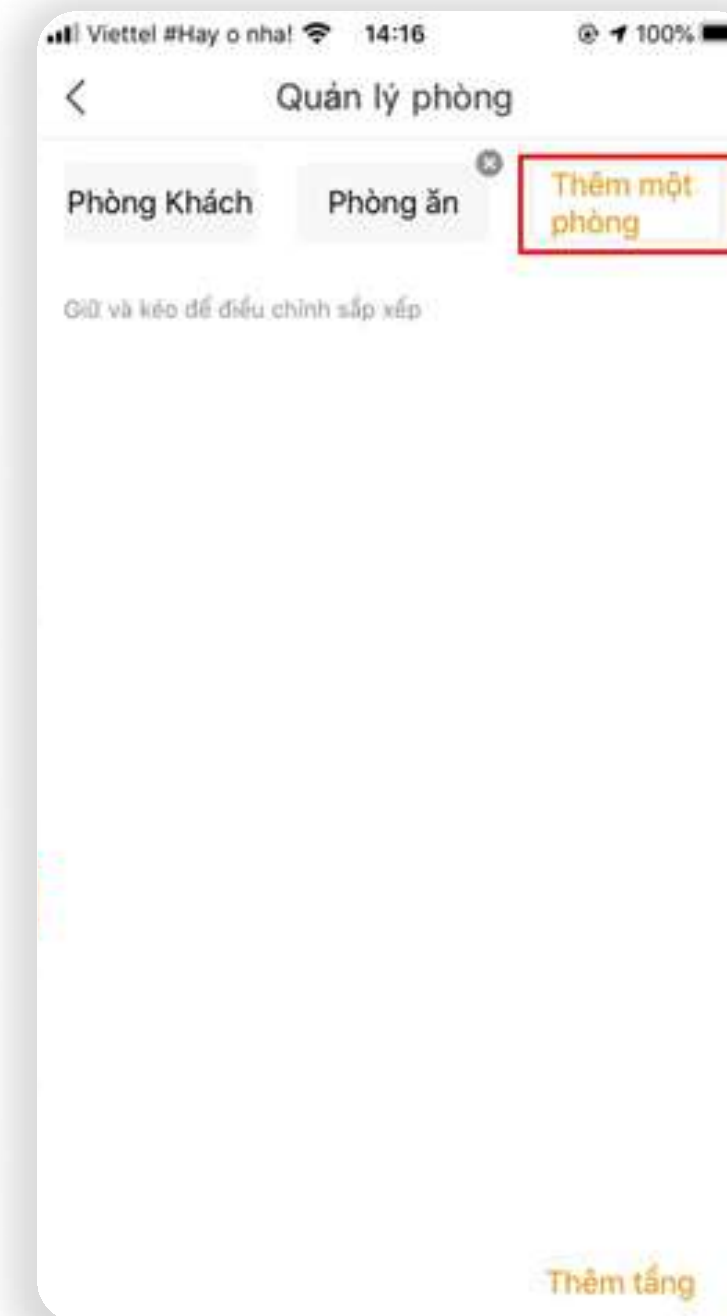 Viettel #Hay o nha! 14:16 100%
Quản lý phòng
Phòng Khách Phòng ăn Thêm một
phòng
Giữ và kéo để điều chỉnh sắp xếp
Thêm tầng